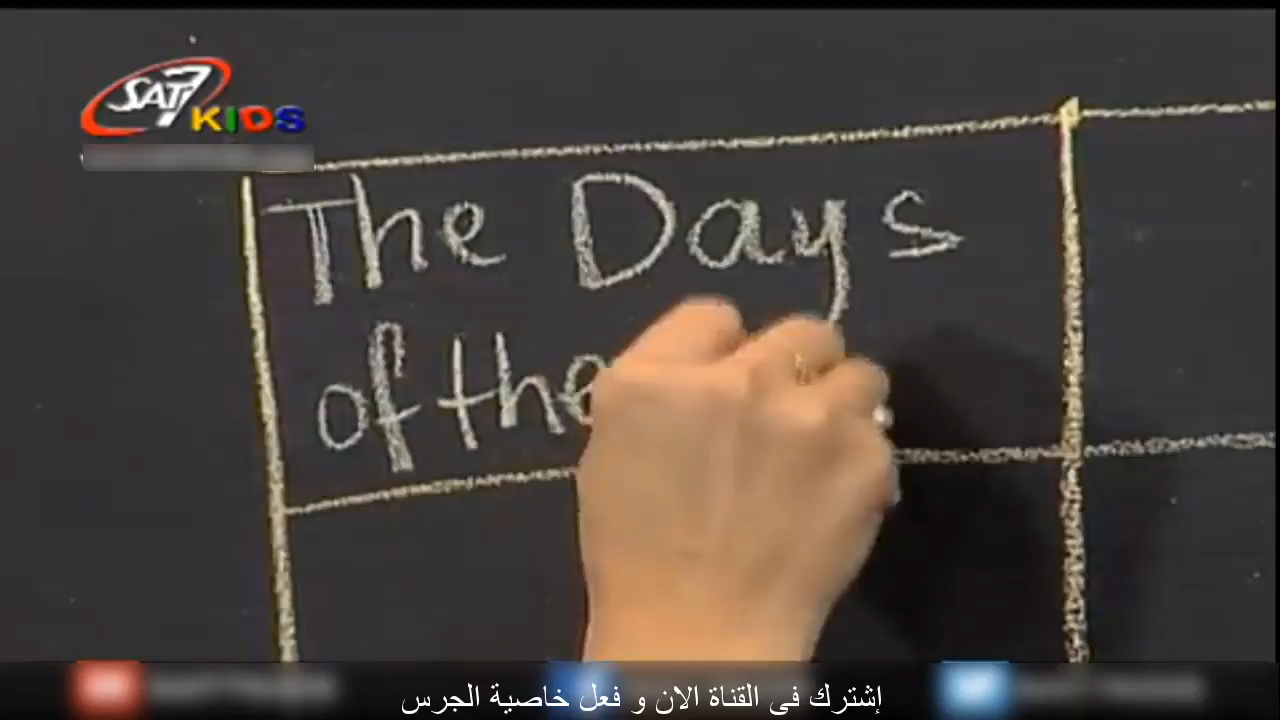 SAT7
KIDS
The Days
of the
إشترك فى القناة الان و فعل خاصية الجرس